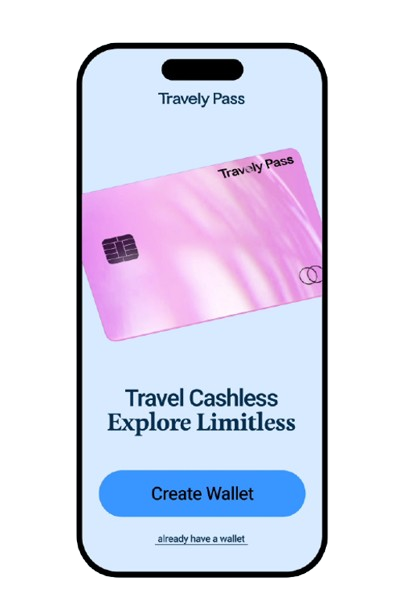 Travely Pass
Travely Pass
Travel Cashless
Explore Limitless
Create Wallet
already have a wallet